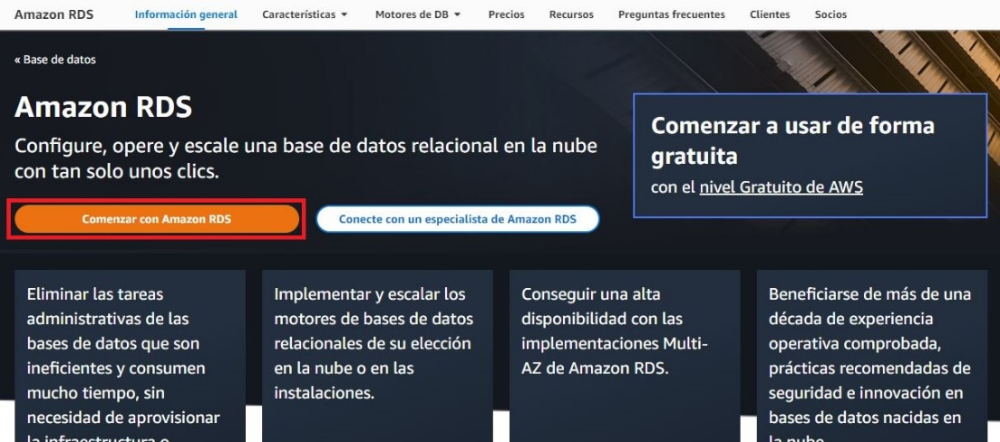 Amazon RDS
Información general
Características
Motores de DB
Precios
Recursos
Preguntas frecuentes
Clientes
Socios
« Base de datos
Amazon RDS
Configure, opere y escale una base de datos relacional en la nube
con tan solo unos clics.
Comenzar con Amazon RDS
Conecte con un especialista de Amazon RDS
Comenzar a usar de forma
gratuita
con el nivel Gratuito de AWS
Eliminar las tareas
administrativas de las
bases de datos que son
ineficientes y consumen
mucho tiempo, sin
necesidad de aprovisionar
la infraestructura o
Implementar y escalar los
motores de bases de datos
relacionales de su elección
en la nube o en las
instalaciones.
Conseguir una alta
disponibilidad con las
implementaciones Multi-
AZ de Amazon RDS.
Beneficiarse de más de una
década de experiencia
operativa comprobada,
prácticas recomendadas de
seguridad e innovación en
bases de datos nacidas en
la nube